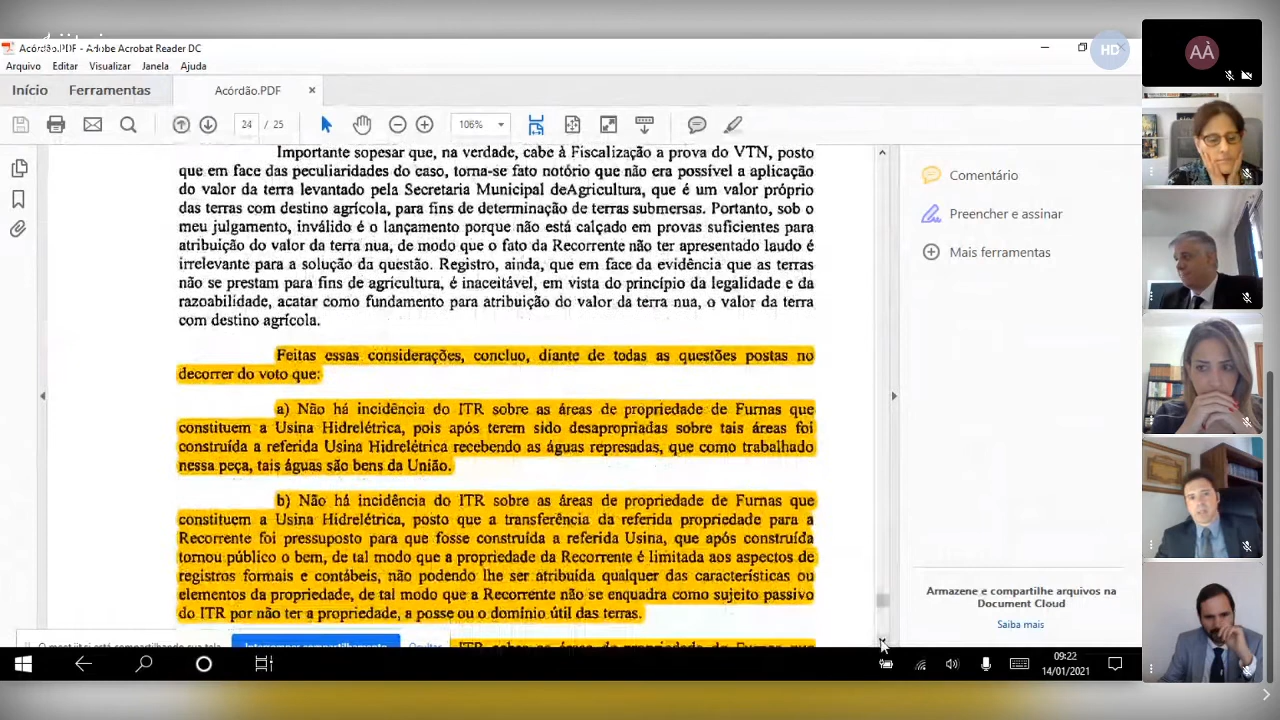 Acórdão.PDF - Adobe Acrobat Reader DC
Arquivo Editar Visualizar Janela Ajuda
Início Ferramentas Acórdão.PDF ×
24 / 25 106%
HD
AÀ
Importante sopesar que, na verdade, cabe à Fiscalização a prova do VTN, posto
que em face das peculiaridades do caso, torna-se fato notório que não era possível a aplicação
do valor da terra levantado pela Secretaria Municipal deAgricultura, que é um valor próprio
das terras com destino agrícola, para fins de determinação de terras submersas. Portanto, sob o
meu julgamento, inválido é o lançamento porque não está calçado em provas suficientes para
atribuição do valor da terra nua, de modo que o fato da Recorrente não ter apresentado laudo é
irrelevante para a solução da questão. Registro, ainda, que em face da evidência que as terras
não se prestam para fins de agricultura, é inaceitável, em vista do princípio da legalidade e da
razoabilidade, acatar como fundamento para atribuição do valor da terra nua, o valor da terra
com destino agrícola.
Feitas essas considerações, concluo, diante de todas as questões postas no
decorrer do voto que:
a) Não há incidência do ITR sobre as áreas de propriedade de Furnas que
constituem a Usina Hidrelétrica, pois após terem sido desapropriadas sobre tais áreas foi
construída a referida Usina Hidrelétrica recebendo as águas represadas, que como trabalhado
nessa peça, tais águas são bens da União.
b) Não há incidência do ITR sobre as áreas de propriedade de Furnas que
constituem a Usina Hidrelétrica, posto que a transferência da referida propriedade para a
Recorrente foi pressuposto para que fosse construída a referida Usina, que após construída
tornou público o bem, de tal modo que a propriedade da Recorrente é limitada aos aspectos de
registros formais e contábeis, não podendo lhe ser atribuída qualquer das características ou
elementos da propriedade, de tal modo que a Recorrente não se enquadra como sujeito passivo
do ITR por não ter a propriedade, a posse ou o domínio útil das terras.
ITR sobre as áreas de propriedade de Furnas que
Comentário
Preencher e assinar
Mais ferramentas
Armazene e compartilhe arquivos na
Document Cloud
Saiba mais
está compartilhando sua tela
Interromper compartilhamento
Ocultar
09:22
14/01/2021